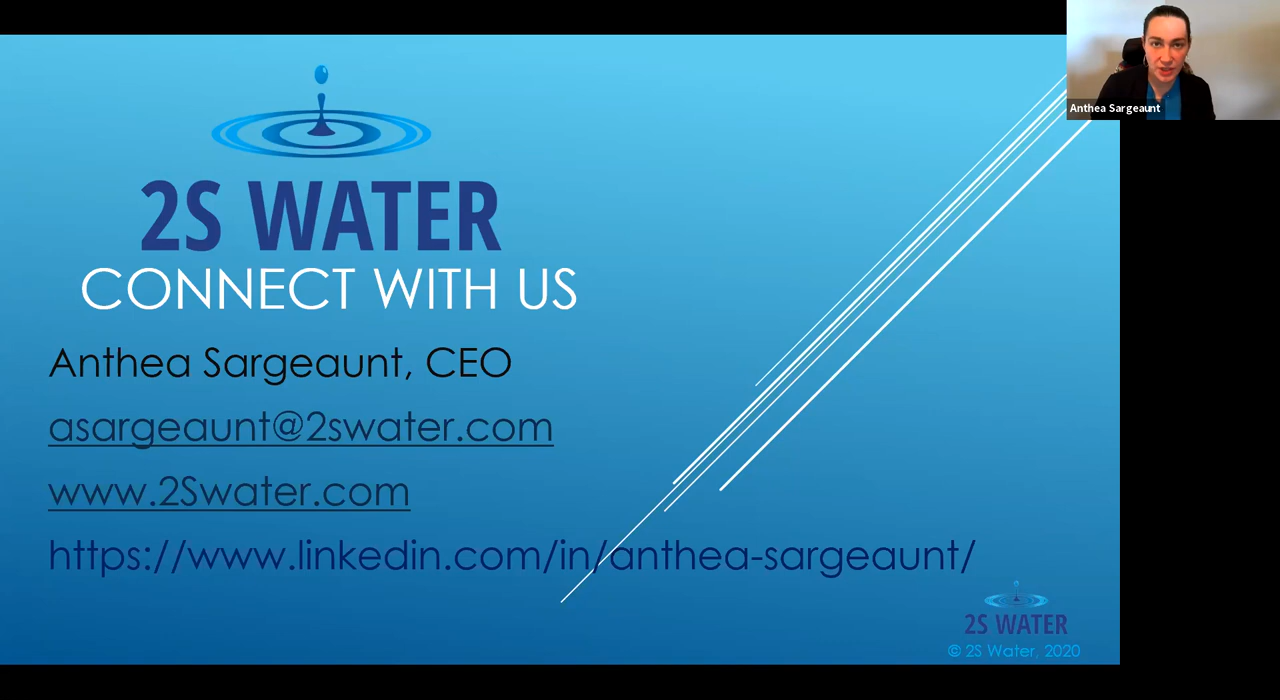 Anthea Sargeaunt
2S WATER
CONNECT WITH US
Anthea Sargeaunt, CEO
asargeaunt@2swater.com
www.2Swater.com
https://www.linkedin.com/in/anthea-sargeaunt/
2S WATER
© 2S Water, 2020